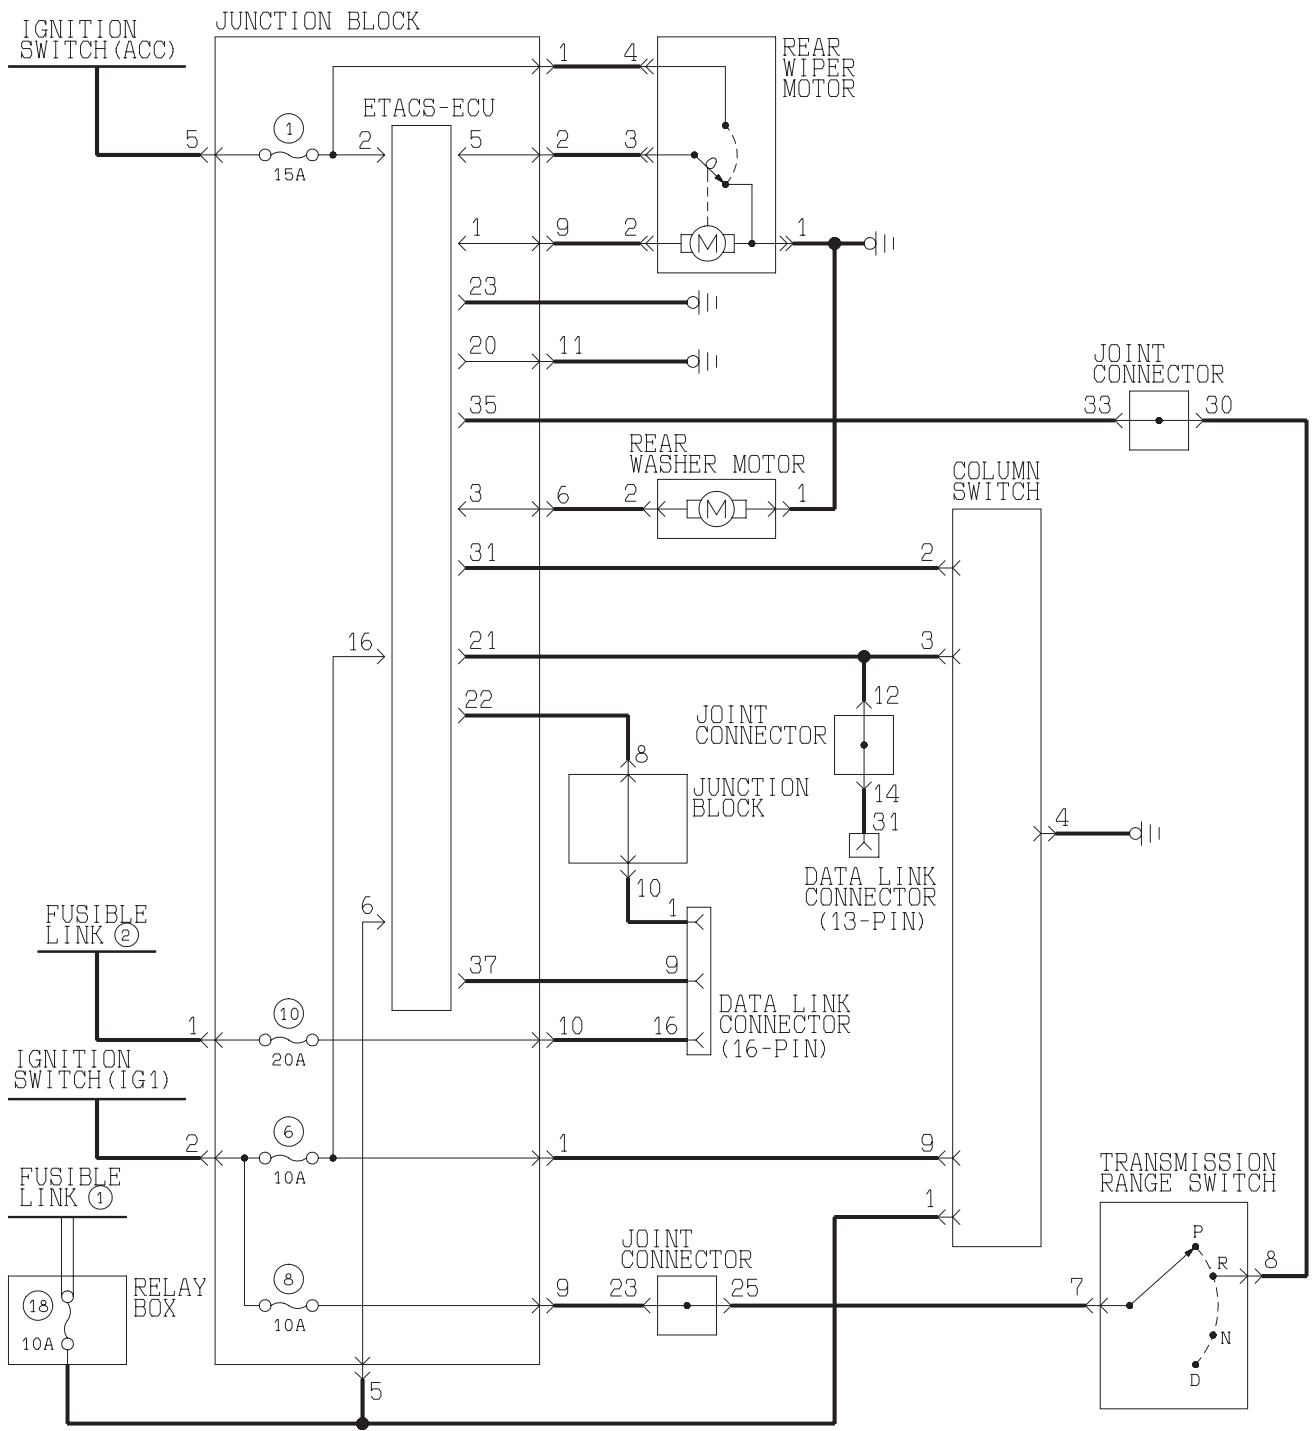 IGNITION
SWITCH(ACC)
JUNCTION BLOCK
1
4
REAR
WIPER
MOTOR
ETACS-ECU
5
1
15A
2
5
2
3
1
9
2
M
1
23
20
11
JOINT
CONNECTOR
35
33
30
REAR
WASHER MOTOR
COLUMN
SWITCH
3
6
2
M
1
31
2
16
21
3
22
12
JOINT
CONNECTOR
8
JUNCTION
BLOCK
14
31
4
DATA LINK
CONNECTOR
(13-PIN)
10
6
1
FUSIBLE
LINK 2
37
9
DATA LINK
CONNECTOR
(16-PIN)
1
10
20A
10
16
IGNITION
SWITCH(IG1)
2
6
10A
1
9
TRANSMISSION
RANGE SWITCH
FUSIBLE
LINK 1
1
JOINT
CONNECTOR
P
R
8
RELAY
BOX
18
10A
8
10A
9
23
25
7
N
D
5